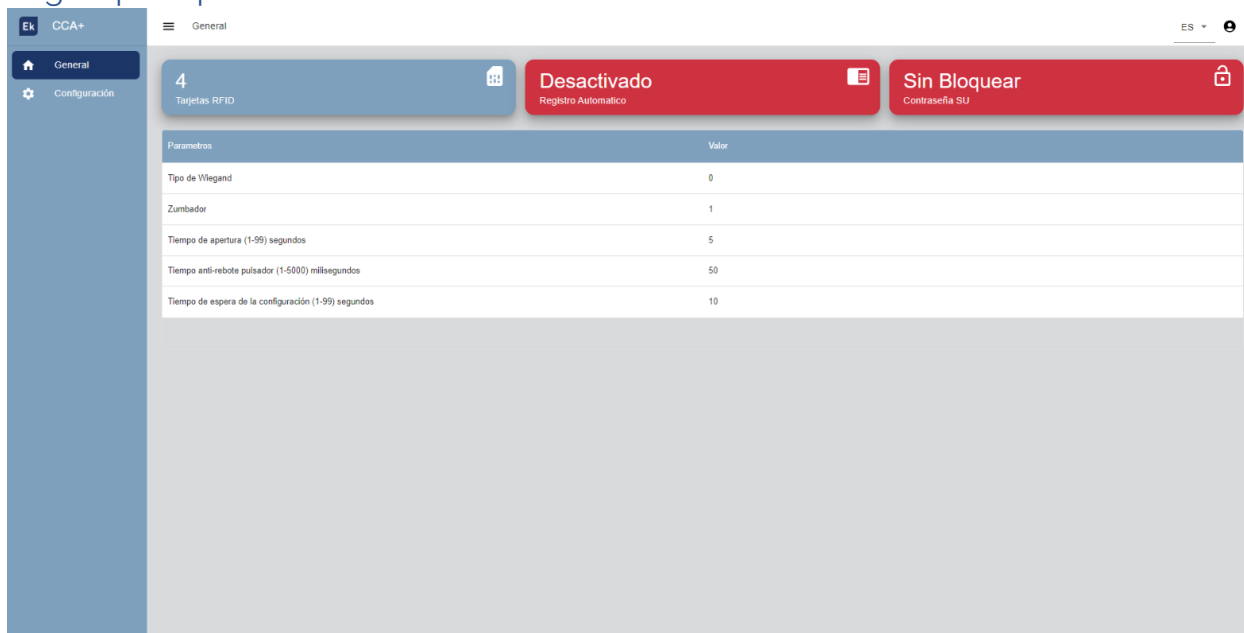 Ek CCA+
General
ES
General
Configuración
4
Tarjetas RFID
Desactivado
Registro Automatico
Sin Bloquear
Contraseña SU
Parametros Valor
Tipo de Wiegand 0
Zumbador 1
Tiempo de apertura (1-99) segundos 5
Tiempo anti-rebote pulsador (1-5000) milisegundos 50
Tiempo de espera de la configuración (1-99) segundos 10